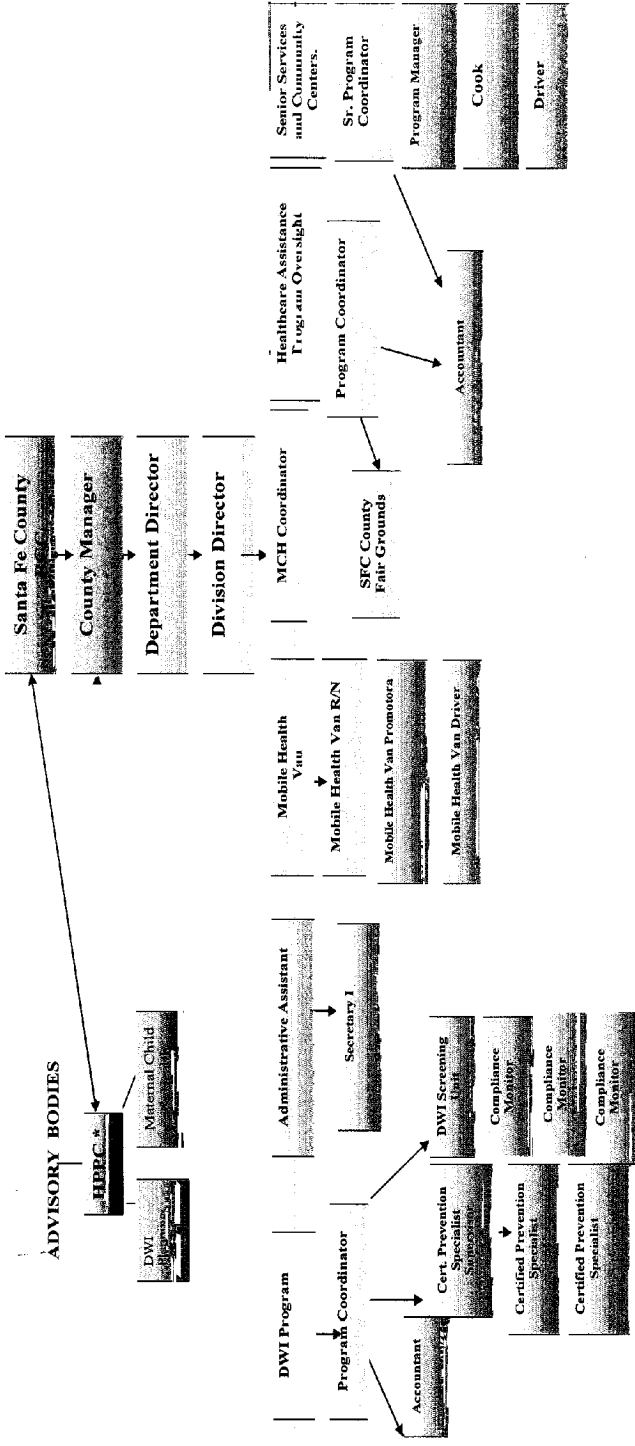 ADVISORY BODIES
HPPC *
DWI
Maternal Child
Santa Fe County
BCC
County Manager
Department Director
Division Director
DWI Program
Administrative Assistant
Mobile Health
Van
MCH Coordinator
Healthcare Assistance
Program Oversight
Senior Services
and Community
Centers.
Program Coordinator
Secretary I
Mobile Health Van R/N
SFC County
Fair Grounds
Program Coordinator
Sr. Program
Coordinator
Accountant
Cert. Prevention
Specialist
Supervisor
DWI Screening
Unit
Mobile Health Van Promotora
Accountant
Program Manager
Certified Prevention
Specialist
Compliance
Monitor
Mobile Health Van Driver
Cook
Certified Prevention
Specialist
Compliance
Monitor
Driver
Compliance
Monitor